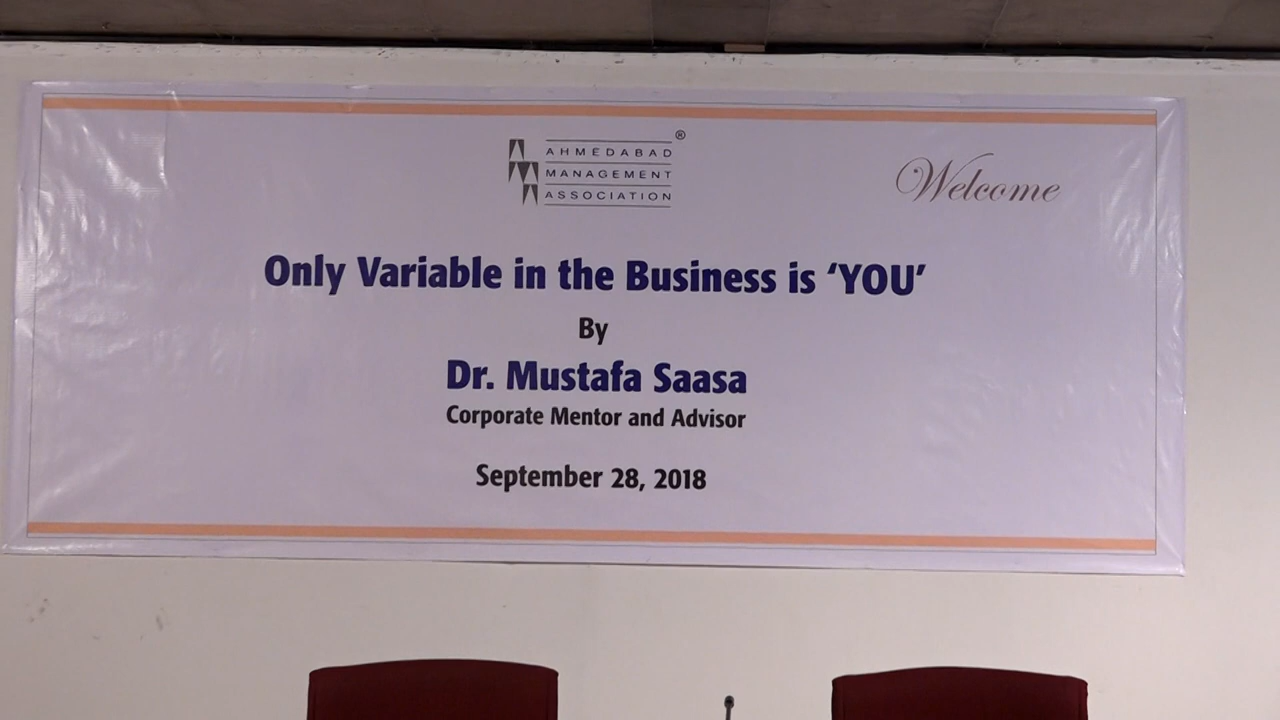 ®
AHMEDABAD
MANAGEMENT
ASSOCIATION
Welcome
Only Variable in the Business is ‘YOU’
By
Dr. Mustafa Saasa
Corporate Mentor and Advisor
September 28, 2018